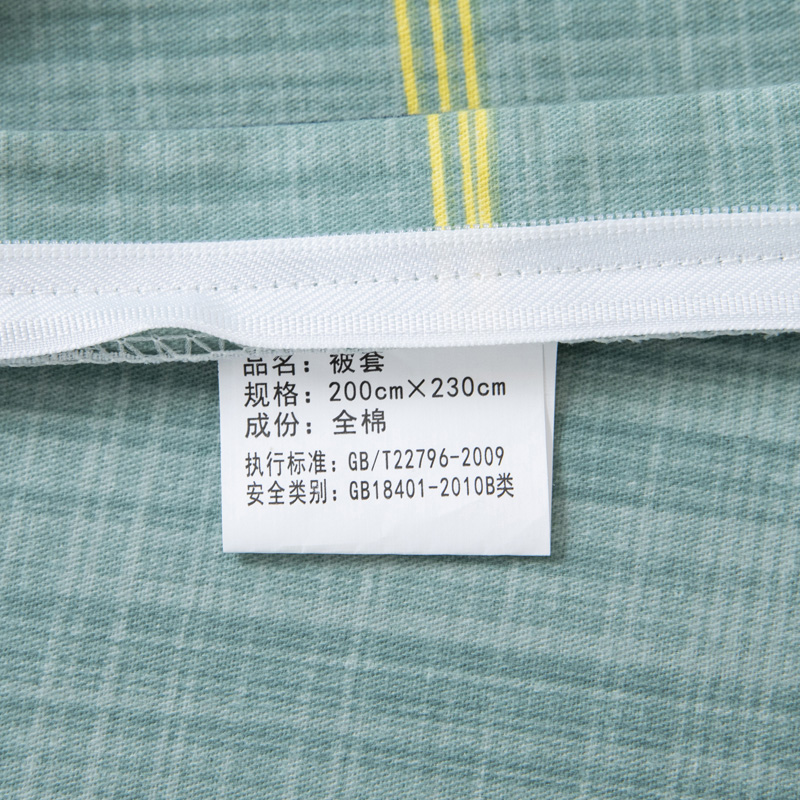 品名：被套
规格：200cm×230cm
成份：全棉
执行标准：GB/T22796-2009
安全类别：GB18401-2010B类